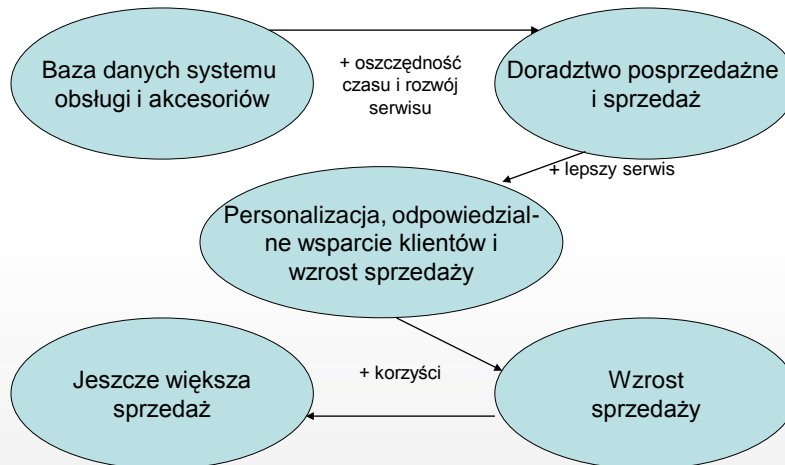 Baza danych systemu
obsługi i akcesoriów
+ oszczędność
czasu i rozwój
serwisu
Doradztwo posprzedażne
i sprzedaż
+ lepszy serwis
Personalizacja, odpowiedzial-
ne wsparcie klientów i
wzrost sprzedaży
Jeszcze większa
sprzedaż
+ korzyści
Wzrost
sprzedaży